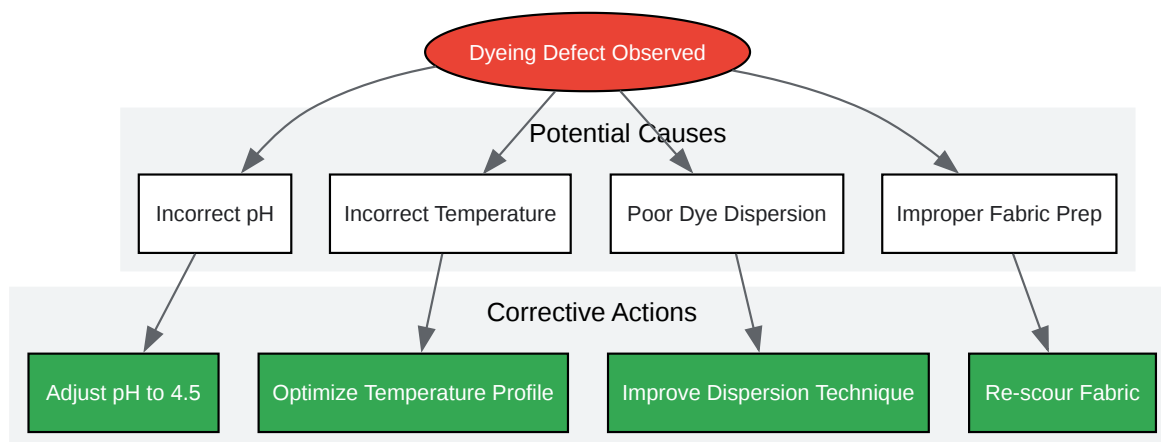 Dyeing Defect Observed
Potential Causes
Incorrect pH
Incorrect Temperature
Poor Dye Dispersion
Improper Fabric Prep
Corrective Actions
Adjust pH to 4.5
Optimize Temperature Profile
Improve Dispersion Technique
Re-scour Fabric